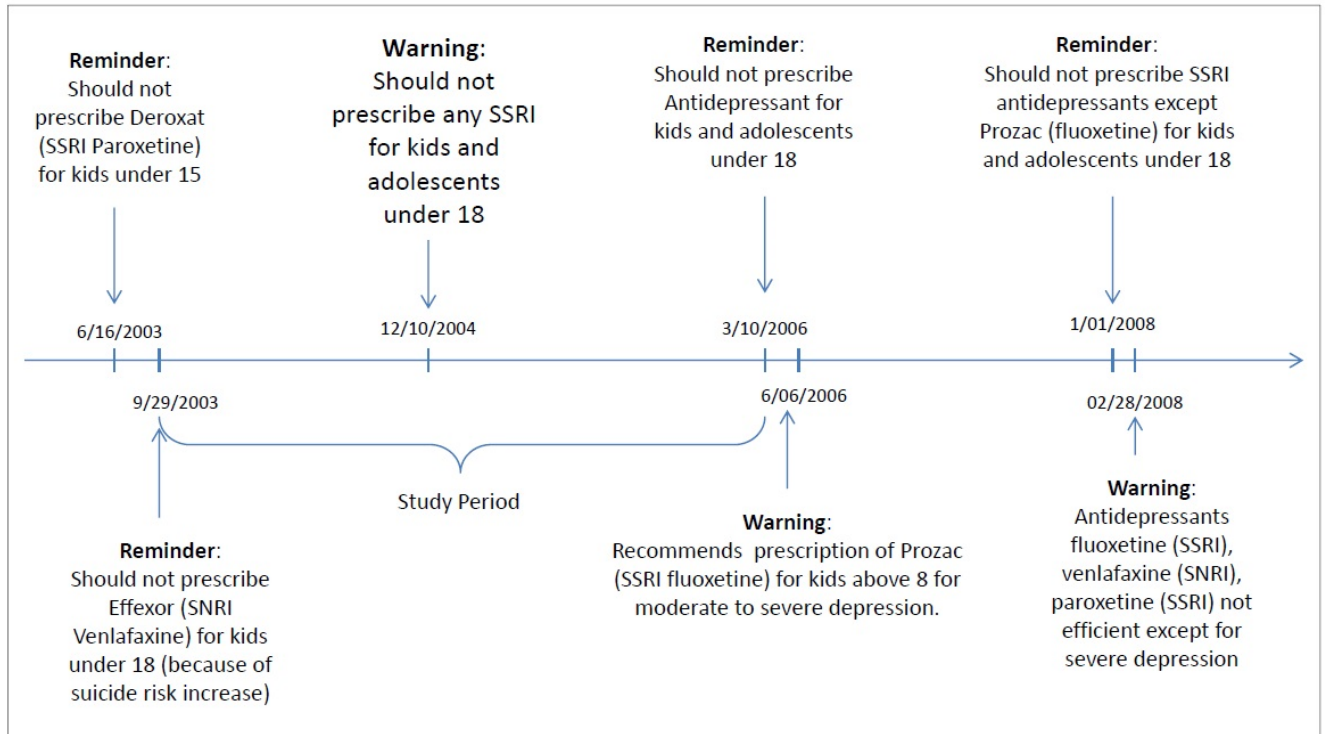 Reminder:
Should not
prescribe Deroxat
(SSRI Paroxetine)
for kids under 15
Warning:
Should not
prescribe any SSRI
for kids and
adolescents
under 18
Reminder:
Should not prescribe
Antidepressant for
kids and adolescents
under 18
Reminder:
Should not prescribe SSRI
antidepressants except
Prozac (fluoxetine) for kids
and adolescents under 18
6/16/2003
12/10/2004
3/10/2006
1/01/2008
9/29/2003
6/06/2006
02/28/2008
Study Period
Reminder:
Should not prescribe
Effexor (SNRI
Venlafaxine) for kids
under 18 (because of
suicide risk increase)
Warning:
Recommends prescription of Prozac
(SSRI fluoxetine) for kids above 8 for
moderate to severe depression.
Warning:
Antidepressants
fluoxetine (SSRI),
venlafaxine (SNRI),
paroxetine (SSRI) not
efficient except for
severe depression